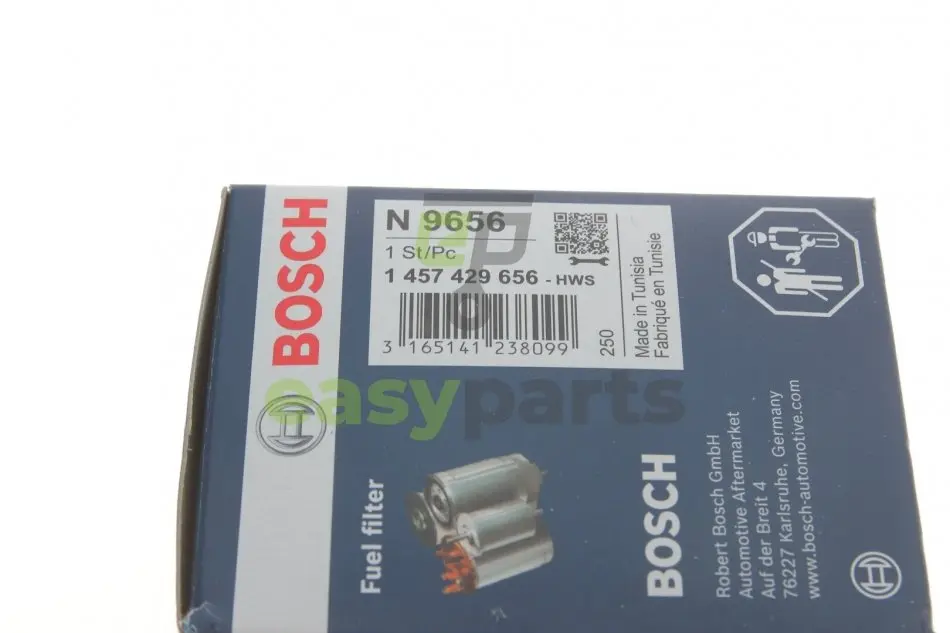 BOSCH
N 9656
1 St/Pc
1 457 429 656 - HWS
3 165141 238099
250
Made in Tunisia
Fabriqué en Tunisie
easyparts
Fuel filter
BOSCH
Robert Bosch GmbH
Automotive Aftermarket
Auf der Breit 4
76227 Karlsruhe, Germany
www.bosch-automotive.com
ep